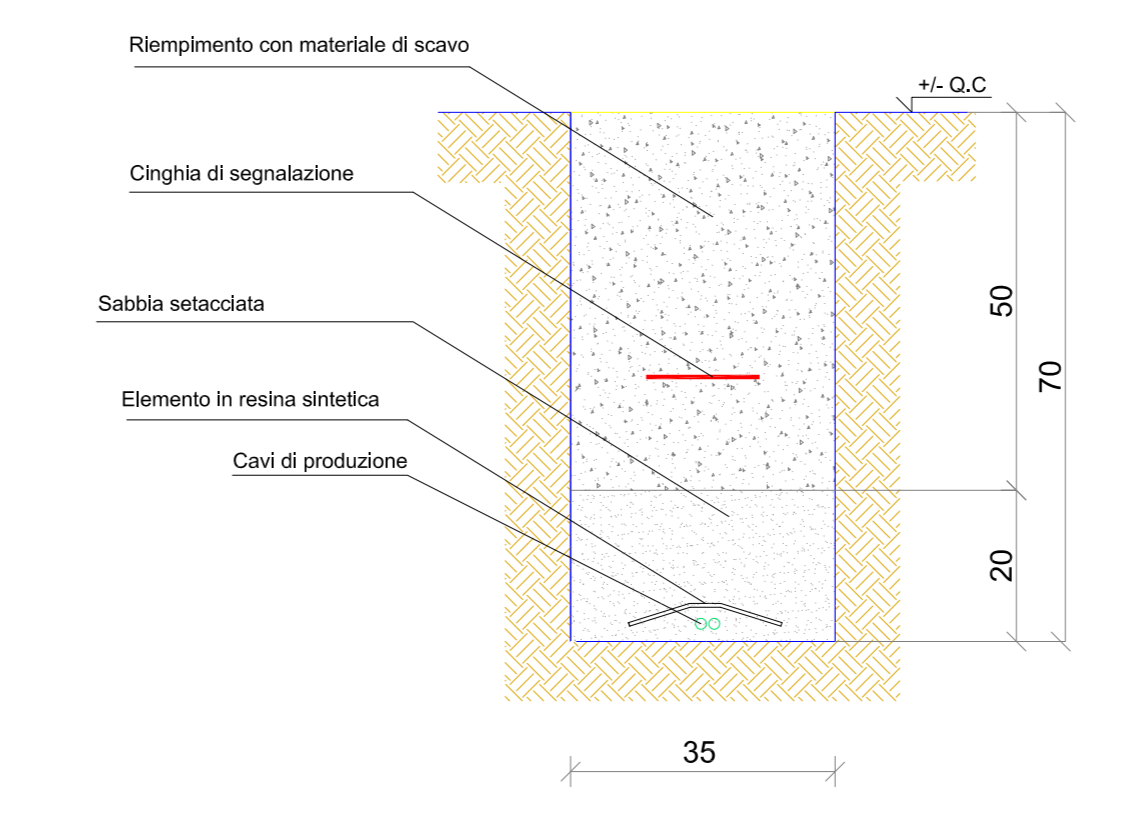 Riempimento con materiale di scavo
+/- Q.C
Cinghia di segnalazione
Sabbia setacciata
50
70
Elemento in resina sintetica
Cavi di produzione
20
35